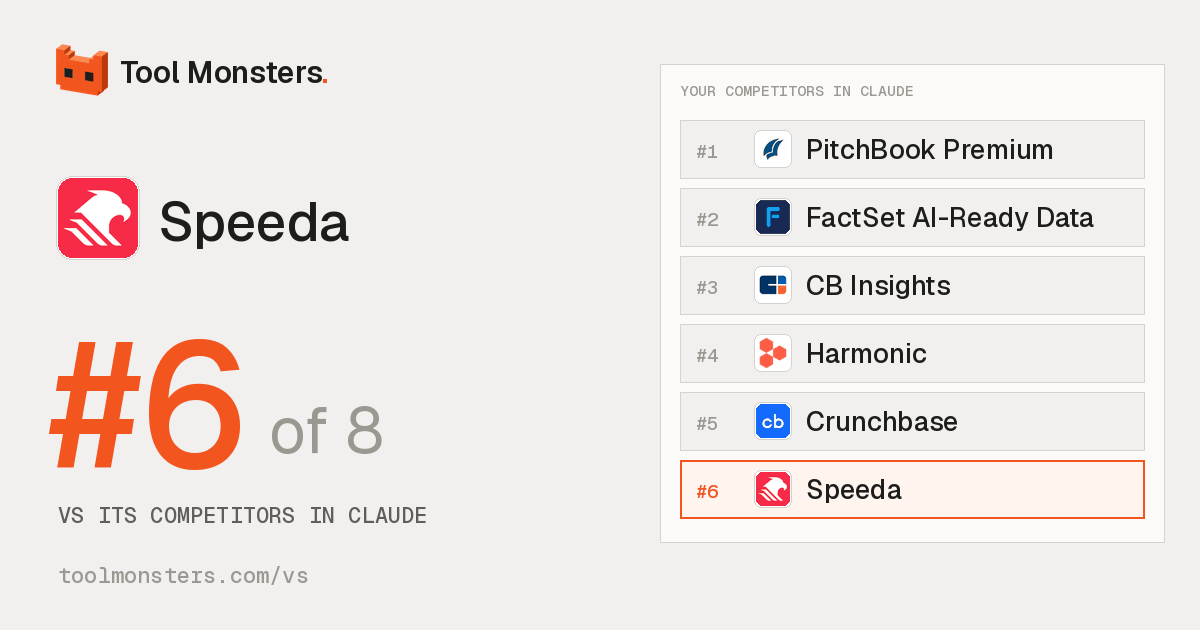 Tool Monsters.
Speeda
#6 of 8
VS ITS COMPETITORS IN CLAUDE
toolmonsters.com/vs
YOUR COMPETITORS IN CLAUDE
#1 PitchBook Premium
#2 F FactSet AI-Ready Data
#3 CB Insights
#4 Harmonic
#5 cb Crunchbase
#6 Speeda